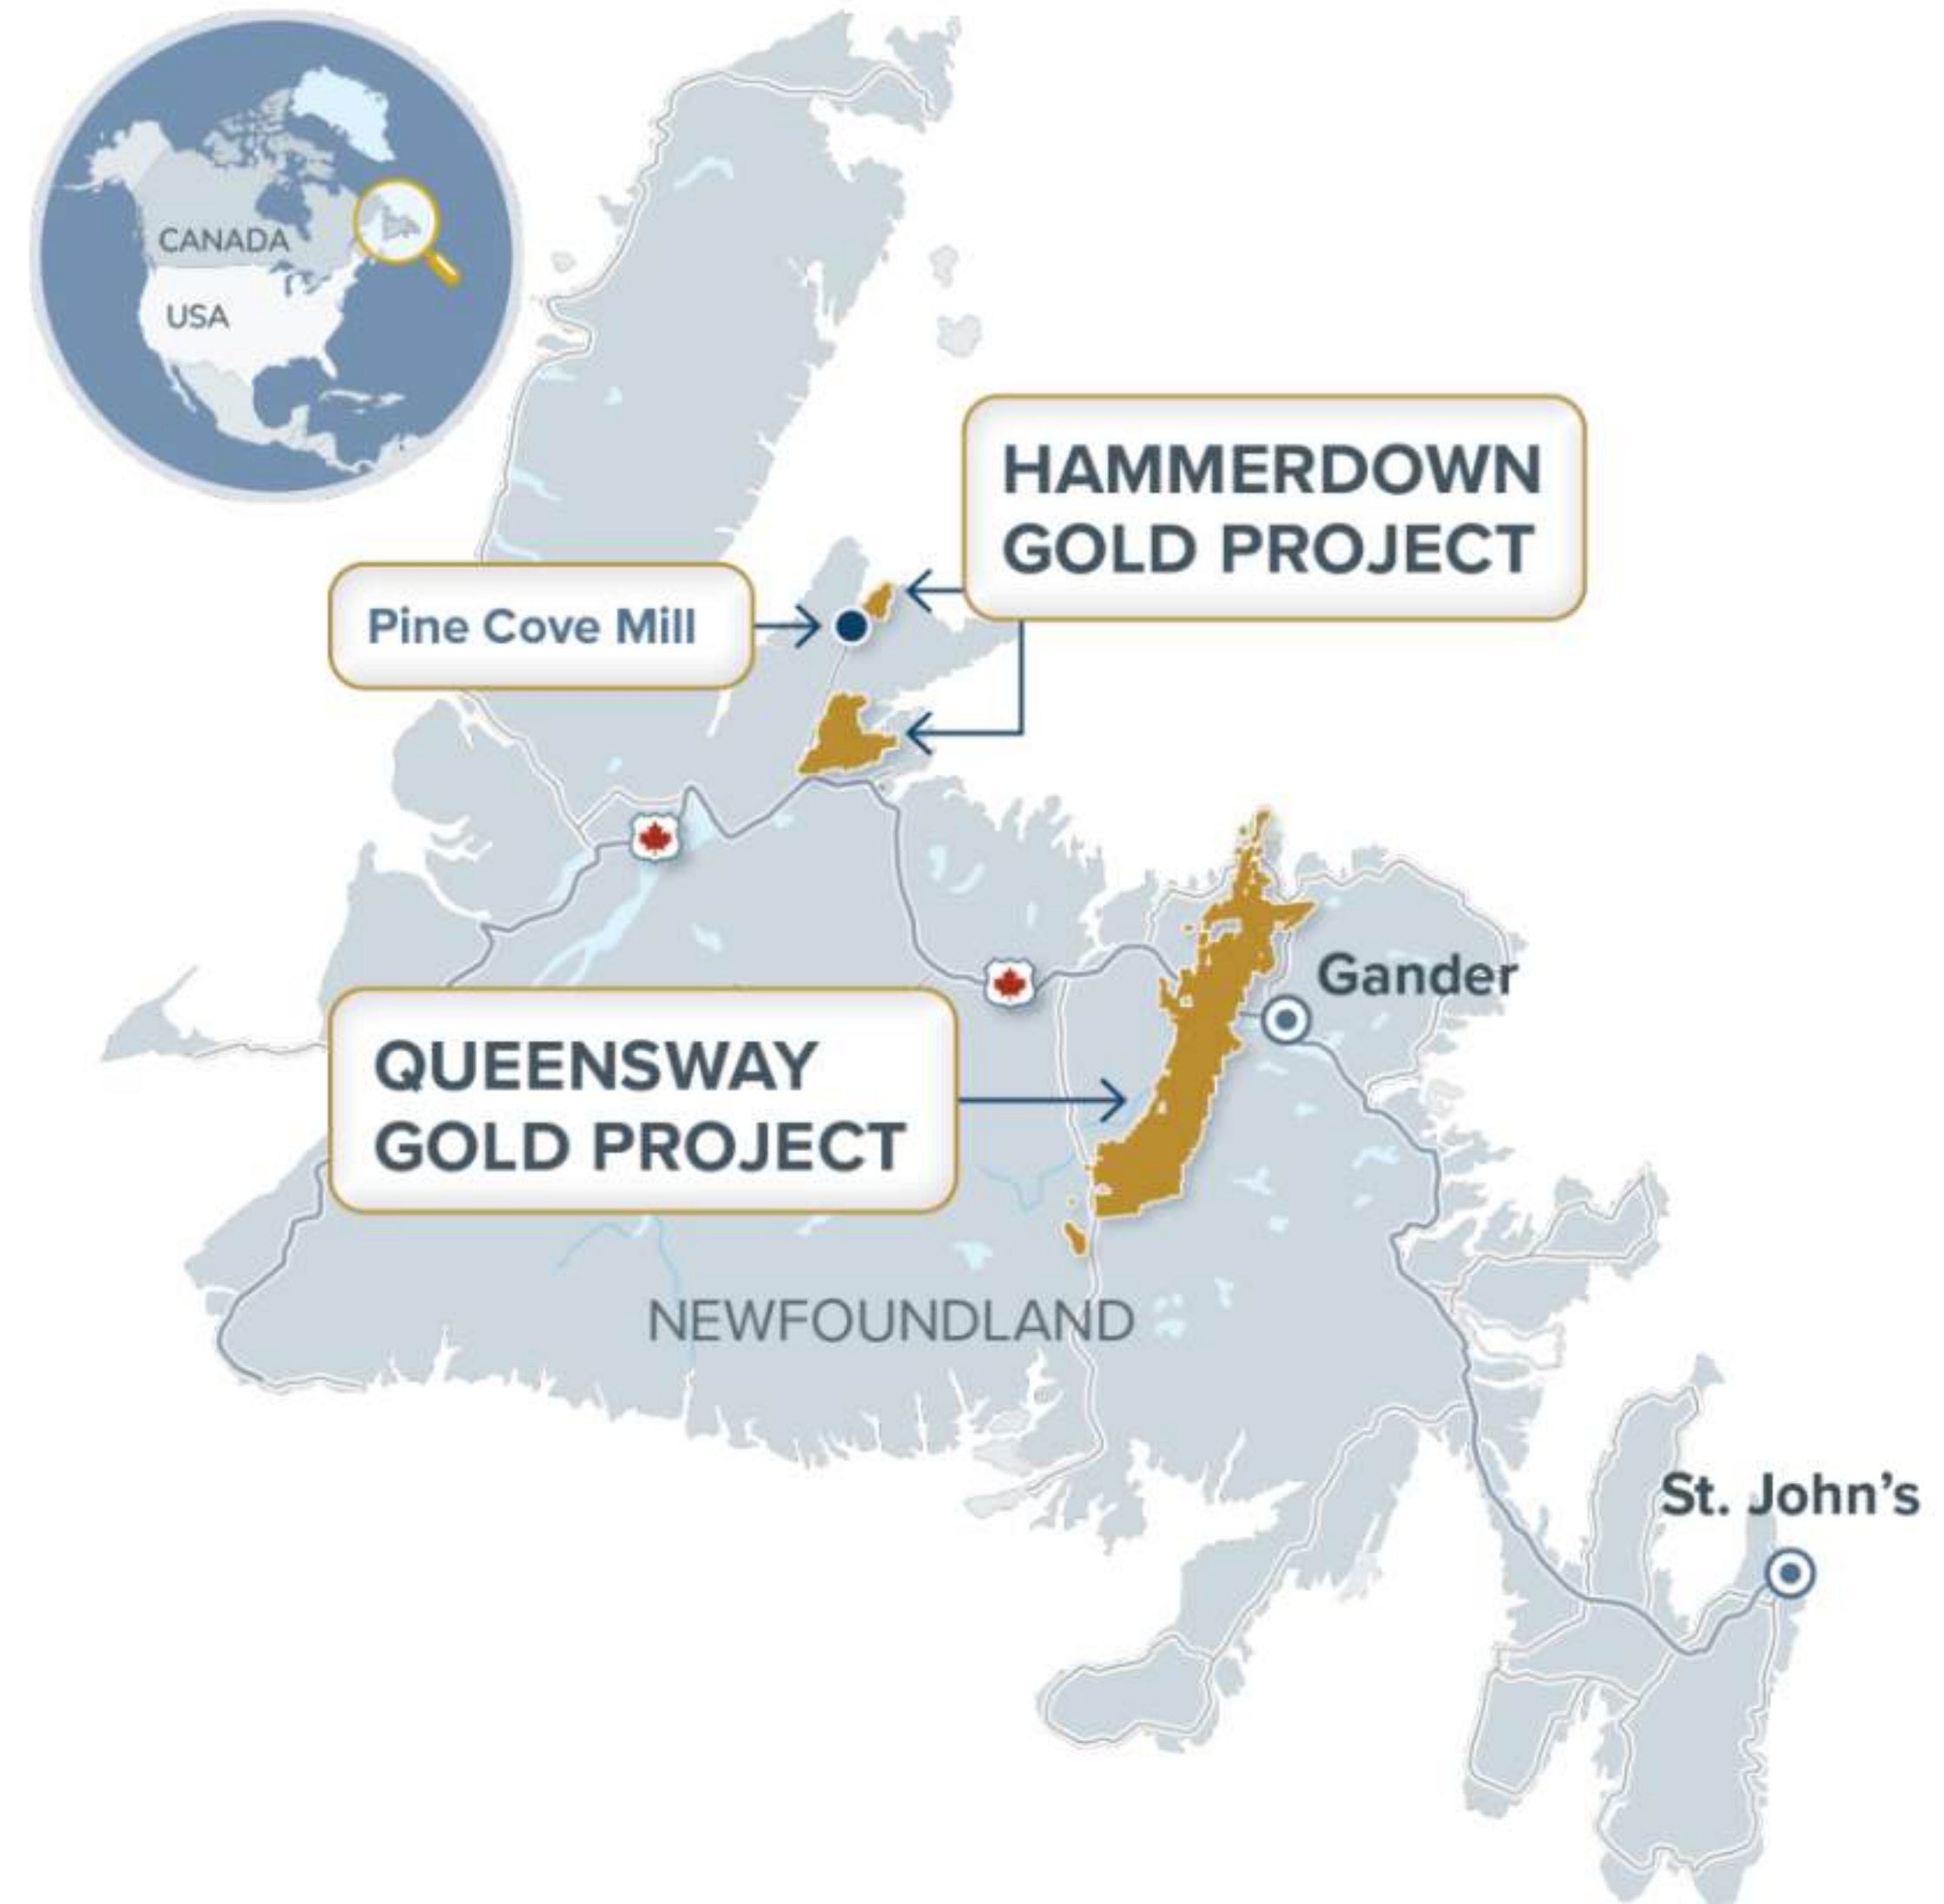 CANADA
USA
HAMMERDOWN
GOLD PROJECT
Pine Cove Mill
Gander
QUEENSWAY
GOLD PROJECT
NEWFOUNDLAND
St. John's